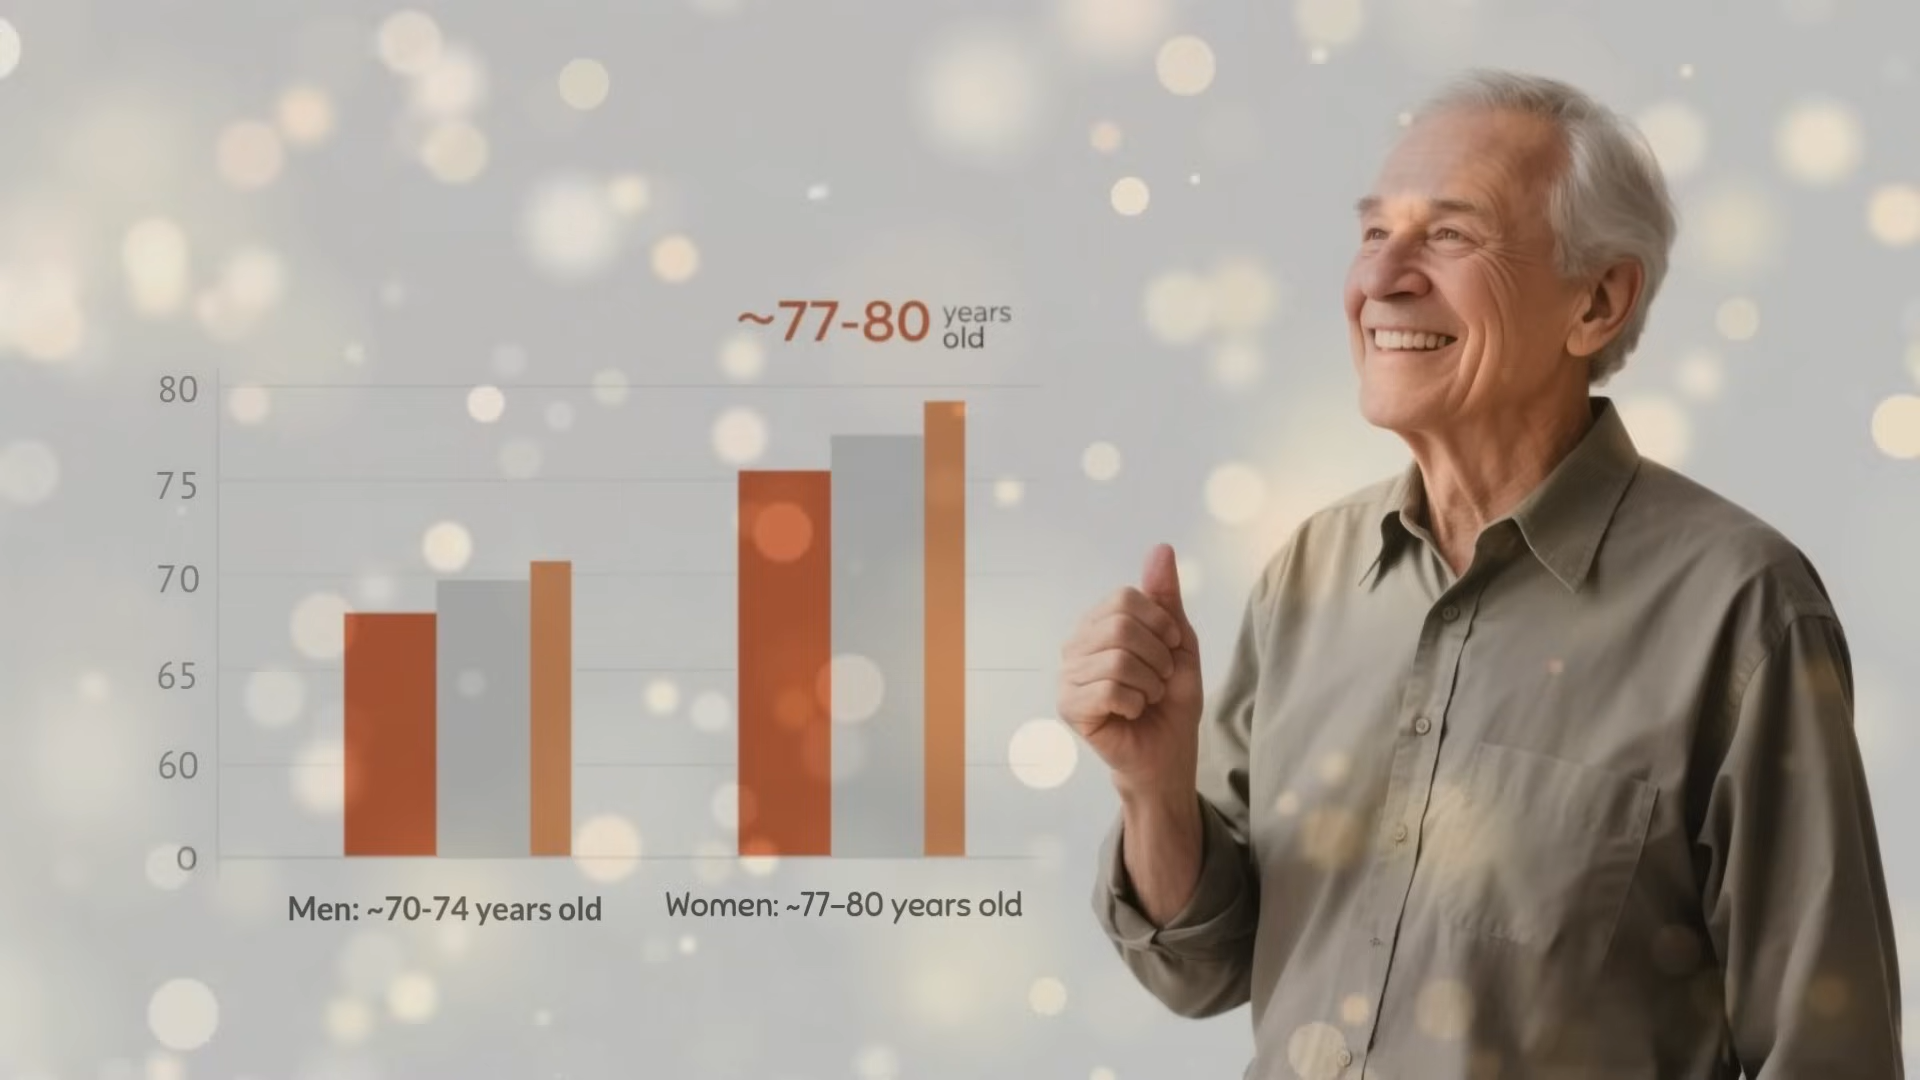 ~77-80 years
old
80
75
70
65
60
0
Men: ~70-74 years old
Women: ~77–80 years old